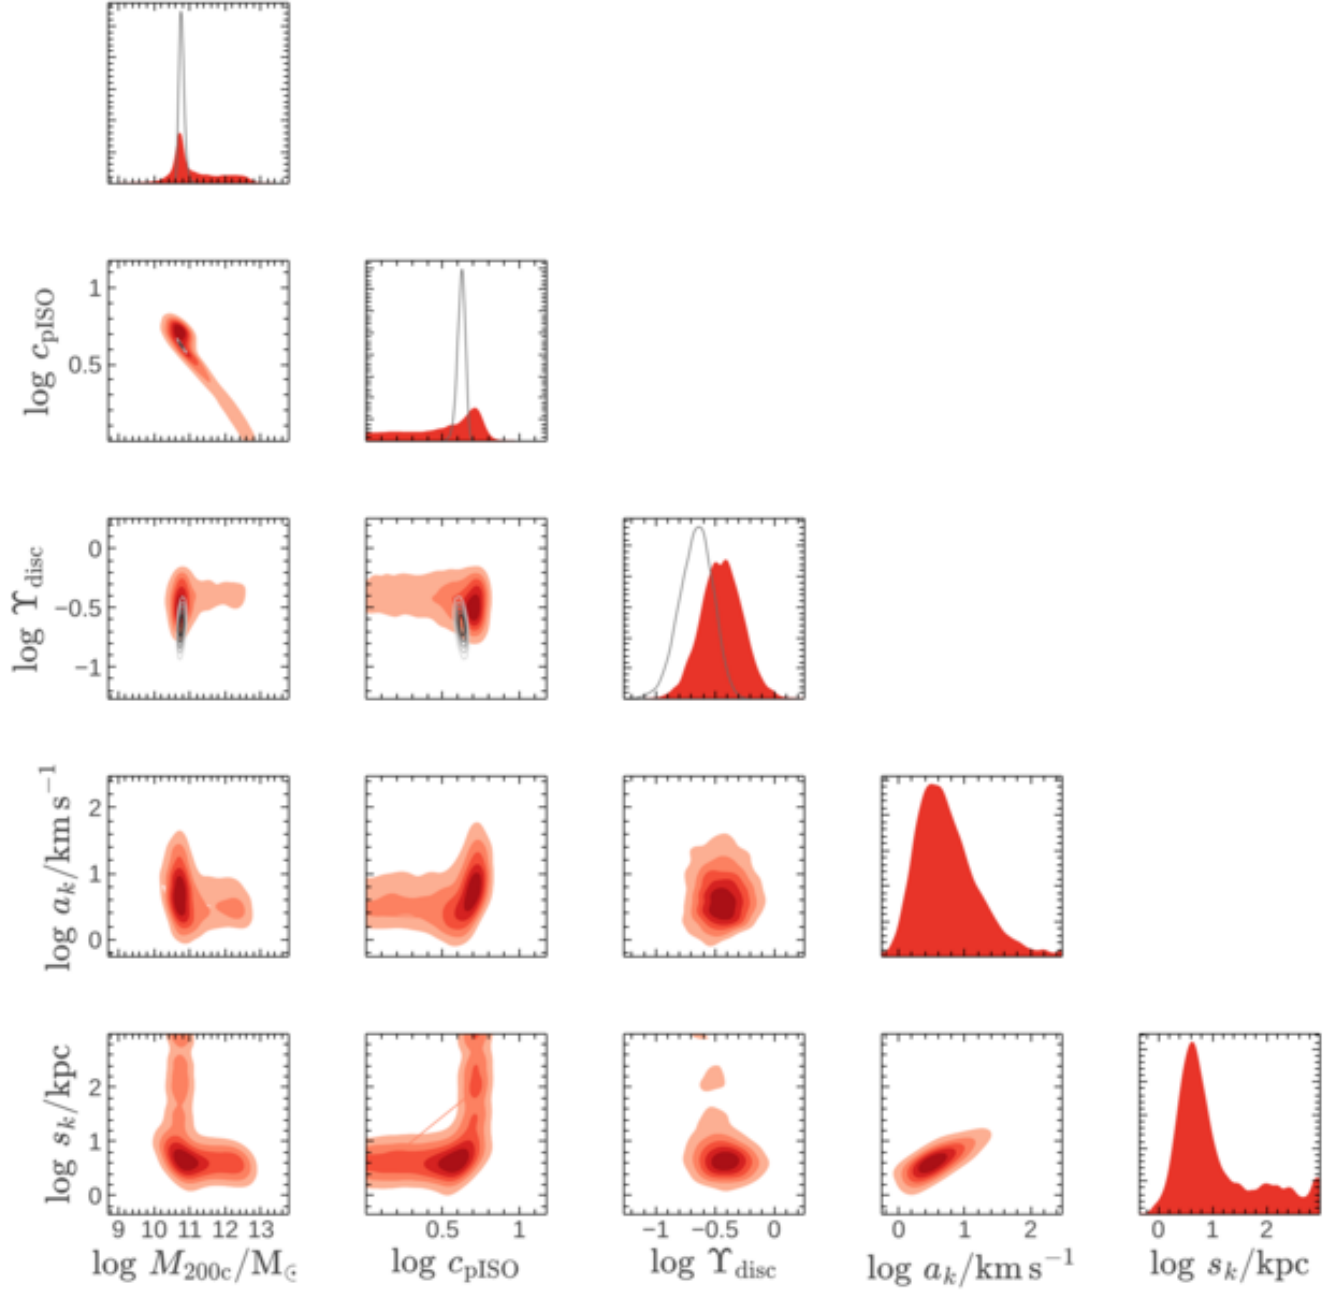 log c_pISO
1
0.5
log ϒ_disc
0
−0.5
−1
log a_k/km s⁻¹
2
1
0
log s_k/kpc
2
1
0
9 10 11 12 13
0.5 1
−1 −0.5 0
0 1 2
0 1 2
log M_200c/M_⊙
log c_pISO
log ϒ_disc
log a_k/km s⁻¹
log s_k/kpc